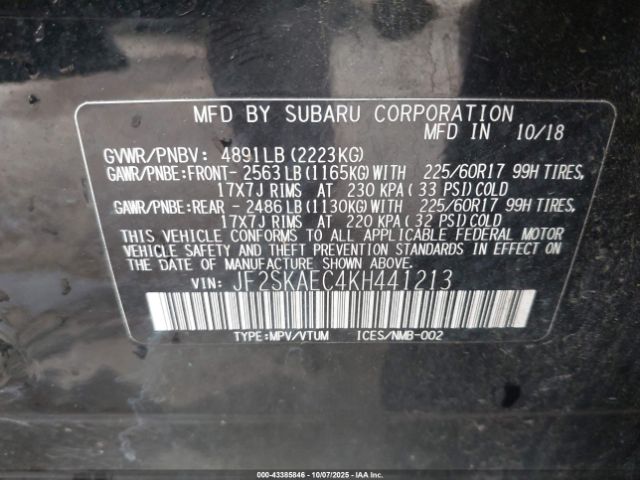 MFD BY SUBARU CORPORATION
MFD IN 10/18
GVWR/PNBV: 4891LB(2223KG)
GAWR/PNBE:FRONT- 2563LB(1165KG)WITH 225/60R17 99H TIRES,
17X7J RIMS AT 230 KPA( 33 PSI)COLD
GAWR/PNBE:REAR - 2486LB(1130KG)WITH 225/60R17 99H TIRES,
17X7J RIMS AT 220 KPA( 32 PSI)COLD
THIS VEHICLE CONFORMS TO ALL APPLICABLE FEDERAL MOTOR
VEHICLE SAFETY AND THEFT PREVENTION STANDARDS IN EFFECT ON
THE DATE OF MANUFACTURE SHOWN ABOVE.
VIN: JF2SKAEC4KH441213
TYPE:MPV/VTUM ICES/NMB-002
000-43385846 - 10/07/2025 - IAAI.COM